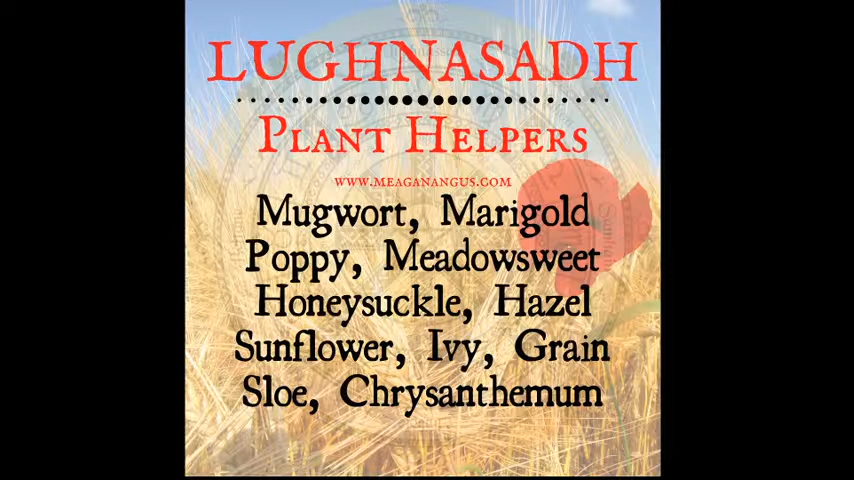 LUGHNASADH
PLANT HELPERS
WWW.MEAGANANGUS.COM
Mugwort, Marigold
Poppy, Meadowsweet
Honeysuckle, Hazel
Sunflower, Ivy, Grain
Sloe, Chrysanthemum